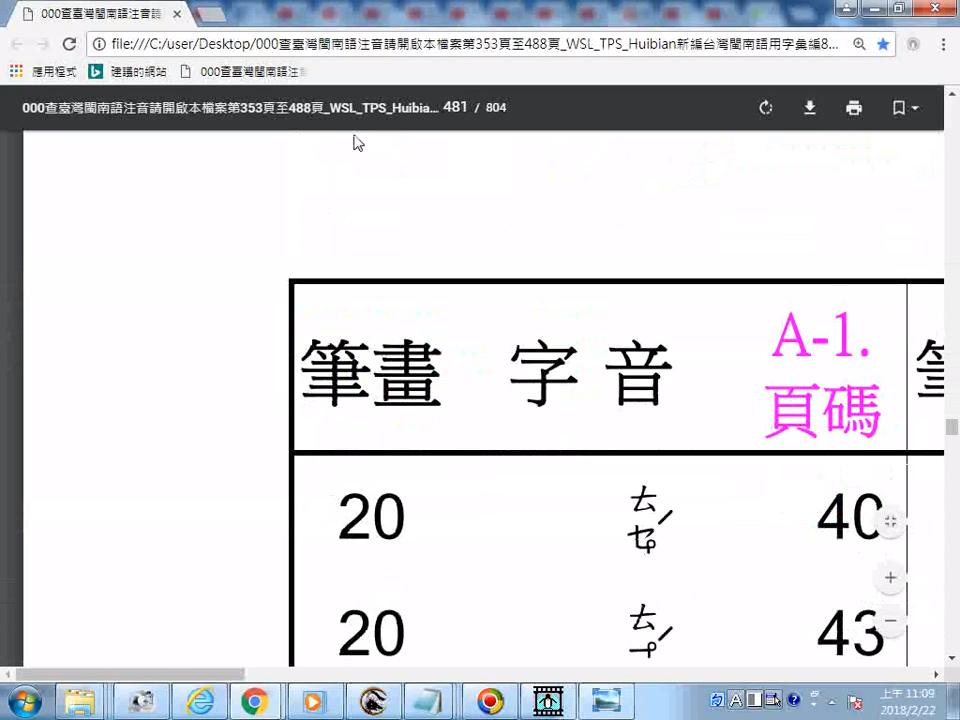 000查臺灣閩南語注音請
file:///C:/user/Desktop/000查臺灣閩南語注音請開啟本檔案第353頁至488頁_WSL_TPS_Huibian新編台灣閩南語用字彙編8...
應用程式 建議的網站 000查臺灣閩南語注
000查臺灣閩南語注音請開啟本檔案第353頁至488頁_WSL_TPS_Huibia... 481 / 804
筆畫 字音 A-1. 頁碼
20 40
20 43
上午 11:09
2018/2/22